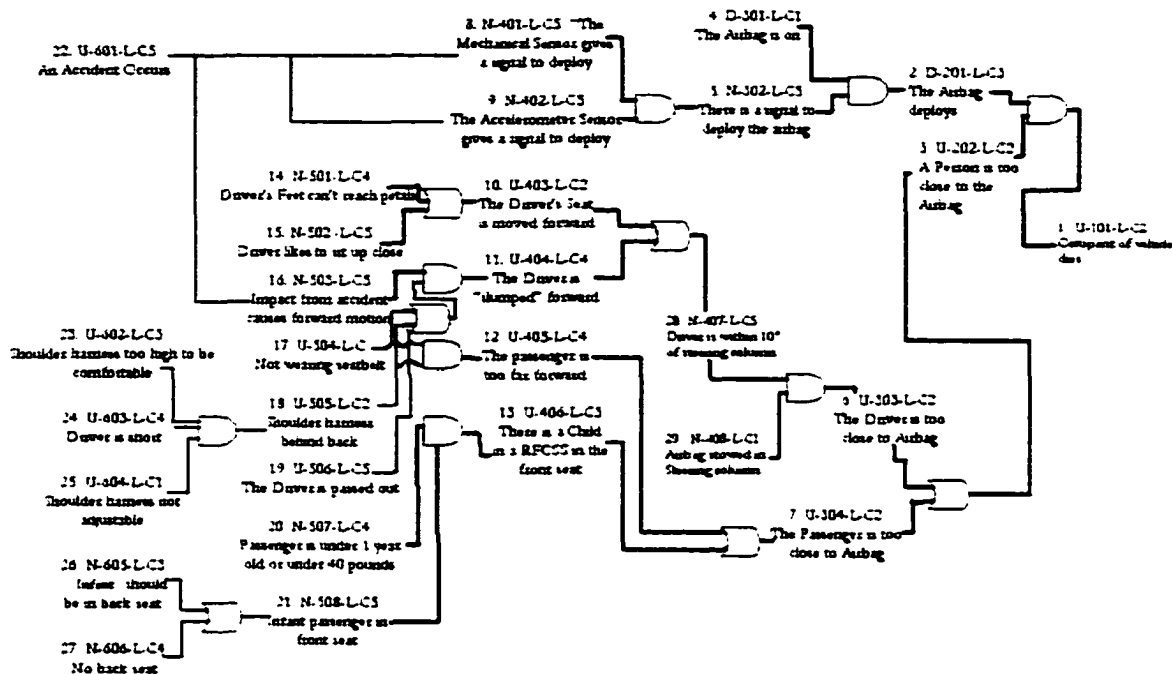 22. U-601-L-C5
An Accident Occurs
8. N-401-L-C5 "The
Mechanical Sensor gives
a signal to deploy
9. N-402-L-C5
The Accelerometer Sensor
gives a signal to deploy
4. D-301-L-C1
The Airbag is on
5. N-302-L-C5
There is a signal to
deploy the airbag
2. D-201-L-C3
The Airbag
deploys
3. U-202-L-C2
A Person is too
close to the
Airbag
1. U-101-L-C2
Occupant of vehicle
dies
14. N-501-L-C4
Driver's Feet can't reach petals
15. N-502-L-C5
Driver likes to sit up close
10. U-403-L-C2
The Driver's Seat
is moved forward
16. N-503-L-C5
Impact from accident
causes forward motion
11. U-404-L-C4
The Driver is
"slumped" forward
17. U-504-L-C
Not wearing seatbelt
12. U-405-L-C4
The passenger is
too far forward
28. N-407-L-C5
Driver is within 10"
of steering column
23. U-602-L-C5
Shoulder harness too high to be
comfortable
24. U-603-L-C4
Driver is short
25. U-604-L-C1
Shoulder harness not
adjustable
18. U-505-L-C2
Shoulder harness
behind back
19. U-506-L-C5
The Driver is passed out
13. U-406-L-C3
There is a Child
in a RFCSS in the
front seat
29. N-408-L-C1
Airbag stowed in
Steering column
6. U-303-L-C2
The Driver is too
close to Airbag
20. N-507-L-C4
Passenger is under 1 year
old or under 40 pounds
7. U-304-L-C2
The Passenger is too
close to Airbag
26. N-605-L-C3
Infant should
be in back seat
27. N-606-L-C4
No back seat
21. N-508-L-C5
Infant passenger in
front seat